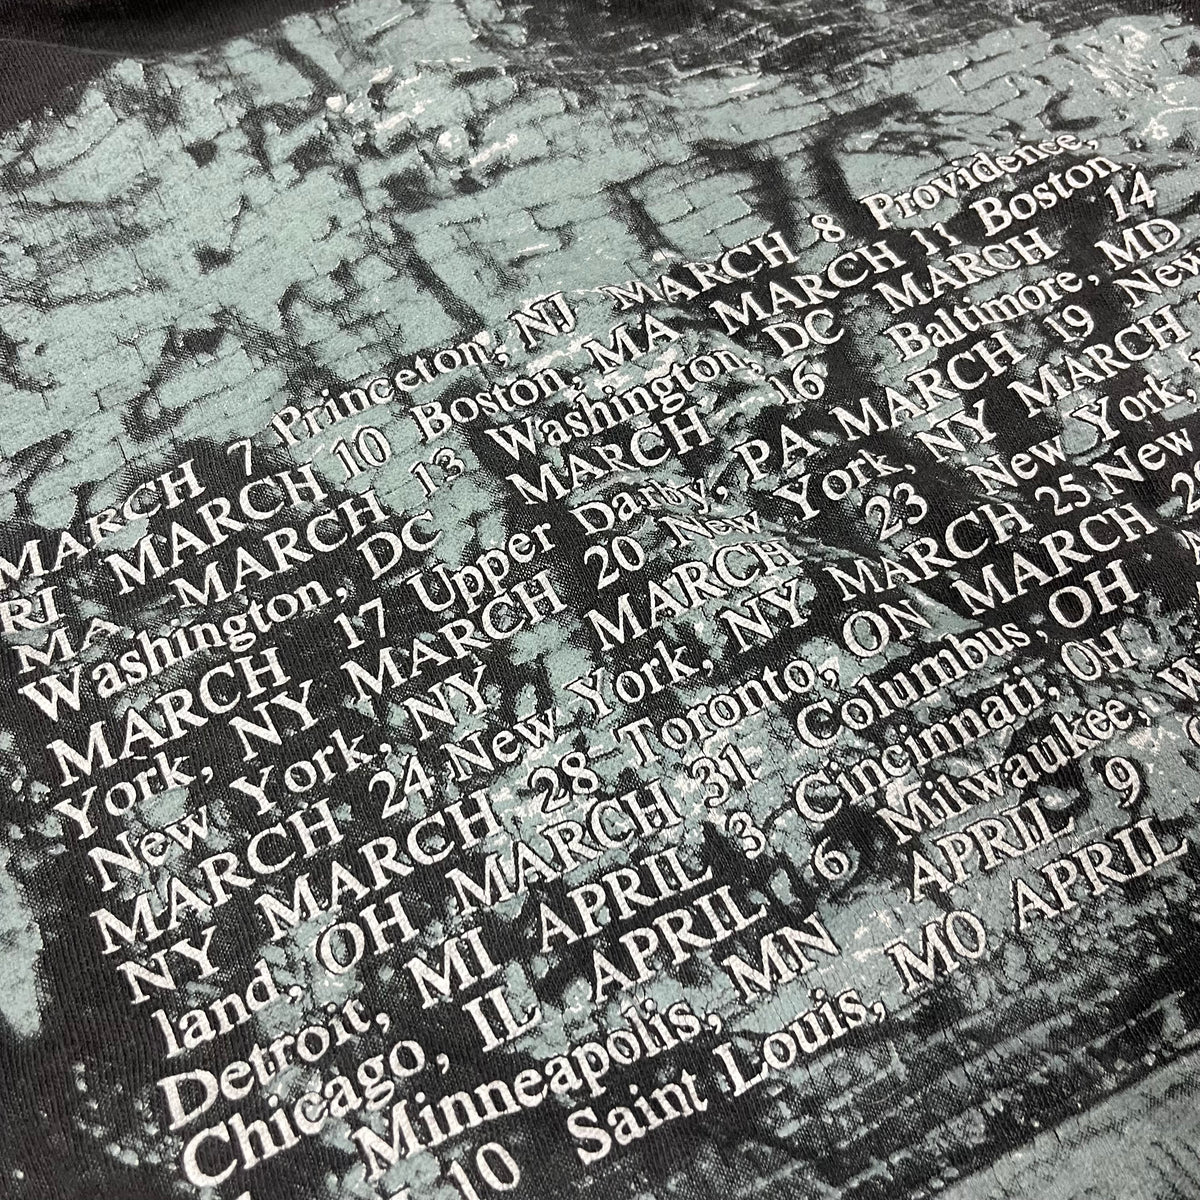 MARCH 7 Princeton, NJ MARCH 8 Providence,
RJ MARCH 10 Boston, MA MARCH 11 Boston
MA MARCH 13 Washington, DC MARCH 14
Washington, DC MARCH 16 Baltimore, MD
MARCH 17 Upper Darby, PA MARCH 19 New
York, NY MARCH 20 New York, NY MARCH
New York, NY MARCH 23 New York,
MARCH 24 New York, NY MARCH 25 New
NY MARCH 28 Toronto, ON MARCH
land, OH MARCH 31 Columbus, OH
Detroit, MI APRIL 3 Cincinnati, OH
Chicago, IL APRIL 6 Milwaukee,
Minneapolis, MN APRIL 9
10 Saint Louis, MO APRIL